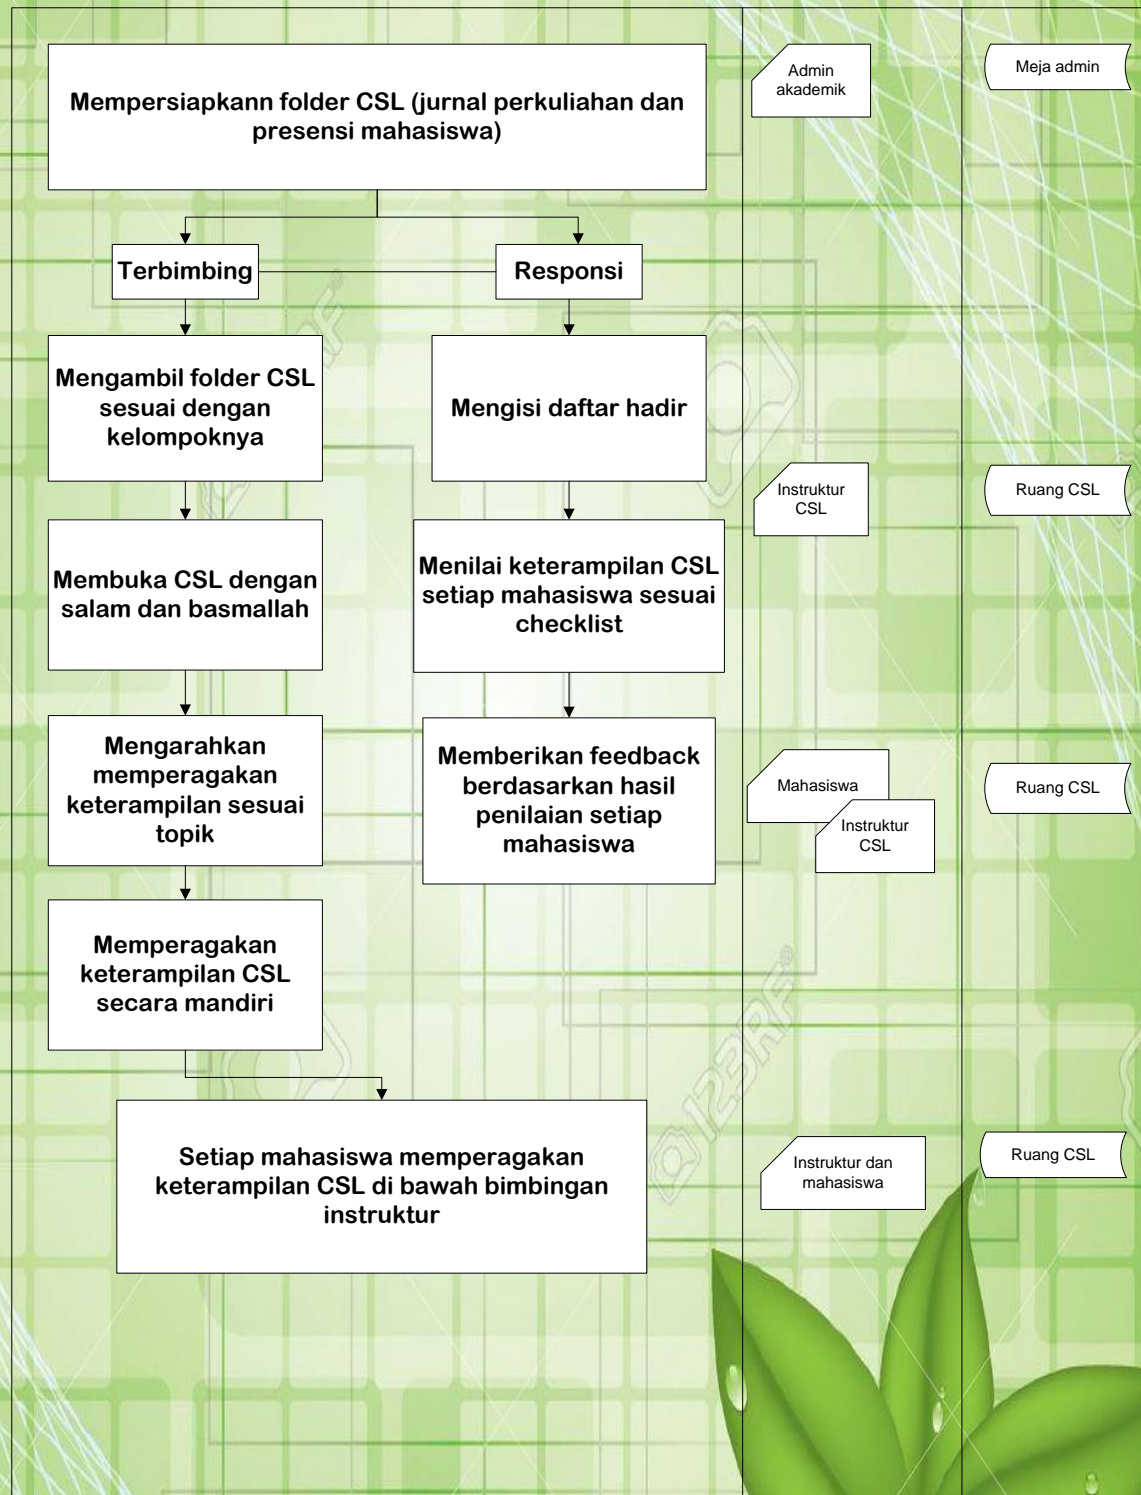 Mempersiapkann folder CSL (jurnal perkuliahan dan
presensi mahasiswa)
Admin
akademik
Meja admin
Terbimbing
Responsi
Mengambil folder CSL
sesuai dengan
kelompoknya
Mengisi daftar hadir
Instruktur
CSL
Ruang CSL
Membuka CSL dengan
salam dan basmallah
Menilai keterampilan CSL
setiap mahasiswa sesuai
checklist
Mengarahkan
memperagakan
keterampilan sesuai
topik
Memberikan feedback
berdasarkan hasil
penilaian setiap
mahasiswa
Mahasiswa
Instruktur
CSL
Ruang CSL
Memperagakan
keterampilan CSL
secara mandiri
Setiap mahasiswa memperagakan
keterampilan CSL di bawah bimbingan
instruktur
Instruktur dan
mahasiswa
Ruang CSL
123RF®